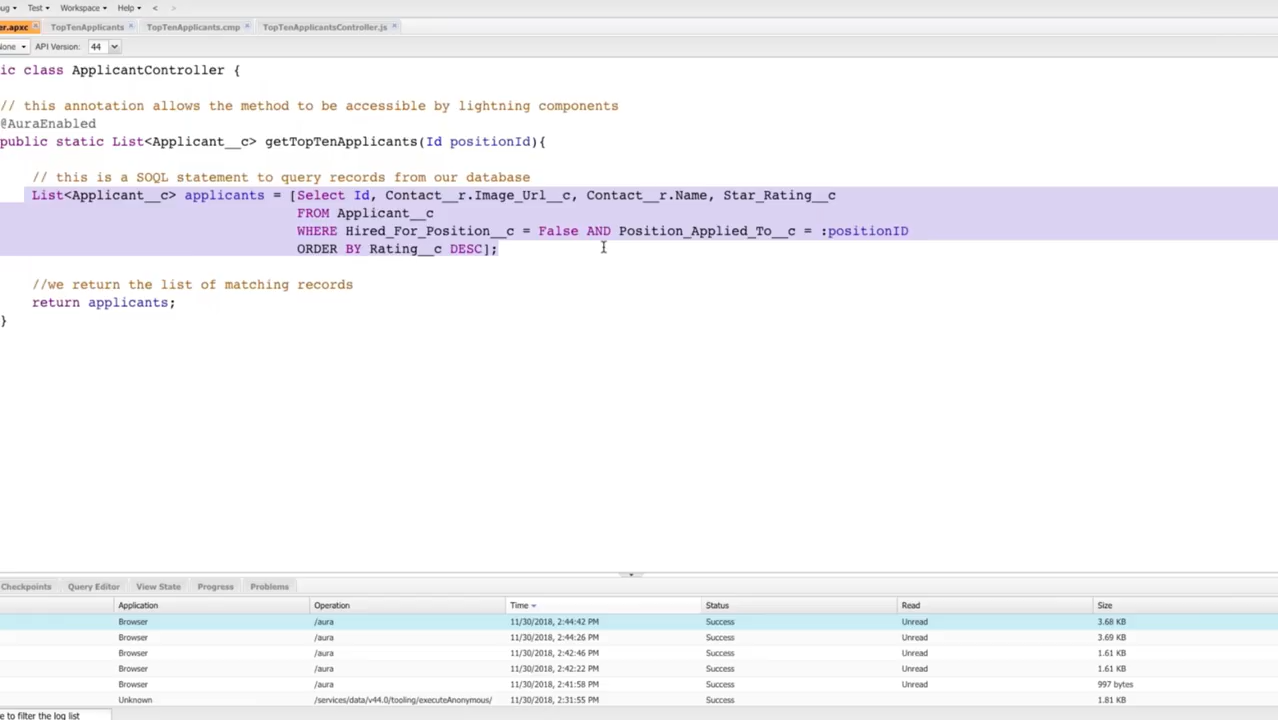 ug Test Workspace Help < >
er.apxc TopTenApplicants TopTenApplicants.cmp TopTenApplicantsController.js
None API Version: 44
ic class ApplicantController {
// this annotation allows the method to be accessible by lightning components
@AuraEnabled
public static List<Applicant__c> getTopTenApplicants(Id positionId){
// this is a SOQL statement to query records from our database
List<Applicant__c> applicants = [Select Id, Contact__r.Image_Url__c, Contact__r.Name, Star_Rating__c
FROM Applicant__c
WHERE Hired_For_Position__c = False AND Position_Applied_To__c = :positionID
ORDER BY Rating__c DESC];
//we return the list of matching records
return applicants;
}
Checkpoints Query Editor View State Progress Problems
Application Operation Time Status Read Size
Browser /aura 11/30/2018, 2:44:42 PM Success Unread 3.68 KB
Browser /aura 11/30/2018, 2:44:26 PM Success Unread 3.69 KB
Browser /aura 11/30/2018, 2:42:46 PM Success Unread 1.61 KB
Browser /aura 11/30/2018, 2:42:22 PM Success Unread 1.61 KB
Browser /aura 11/30/2018, 2:41:58 PM Success Unread 997 bytes
Unknown /services/data/v44.0/tooling/executeAnonymous/ 11/30/2018, 2:31:55 PM Success 1.81 KB
e to filter the log list